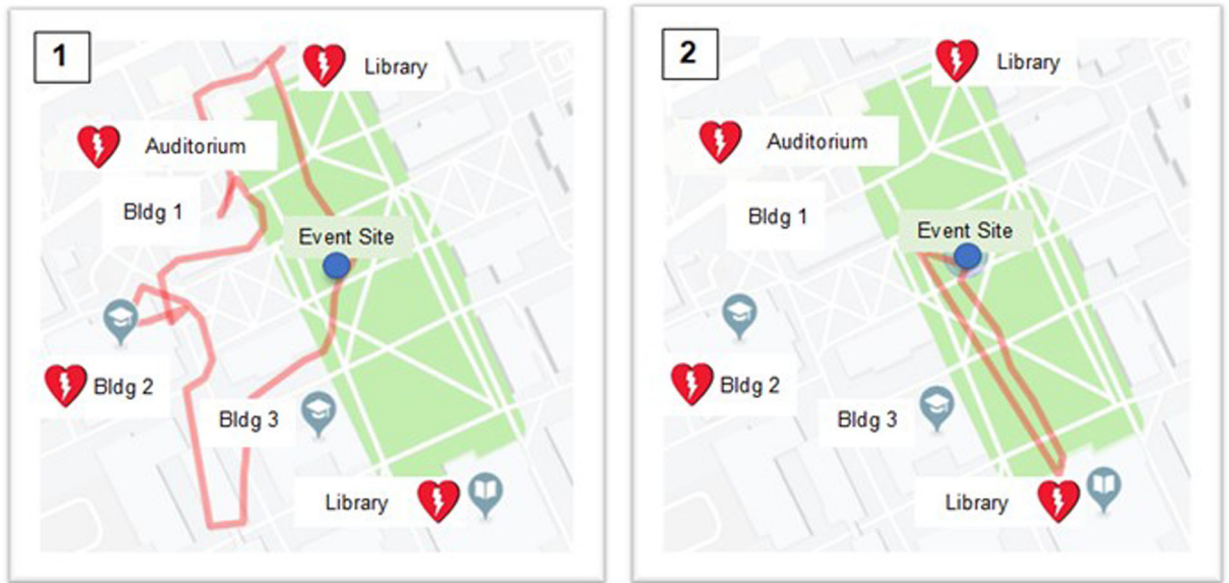 1
Library
Auditorium
Bldg 1
Event Site
Bldg 2
Bldg 3
Library
2
Library
Auditorium
Bldg 1
Event Site
Bldg 2
Bldg 3
Library